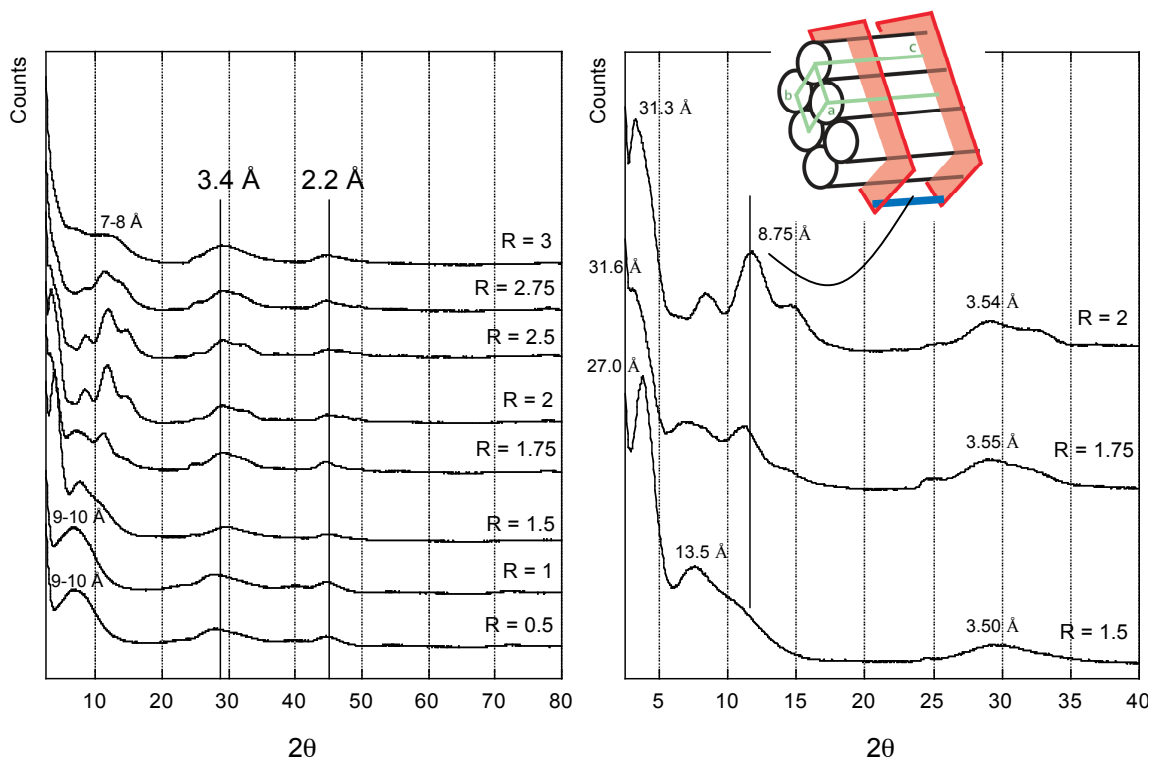 Counts
3.4 Å
2.2 Å
7-8 Å
R = 3
R = 2.75
R = 2.5
R = 2
R = 1.75
9-10 Å
R = 1.5
R = 1
9-10 Å
R = 0.5
10 20 30 40 50 60 70 80
2θ
Counts
c
b
a
31.3 Å
8.75 Å
31.6 Å
3.54 Å
R = 2
27.0 Å
3.55 Å
R = 1.75
13.5 Å
3.50 Å
R = 1.5
5 10 15 20 25 30 35 40
2θ